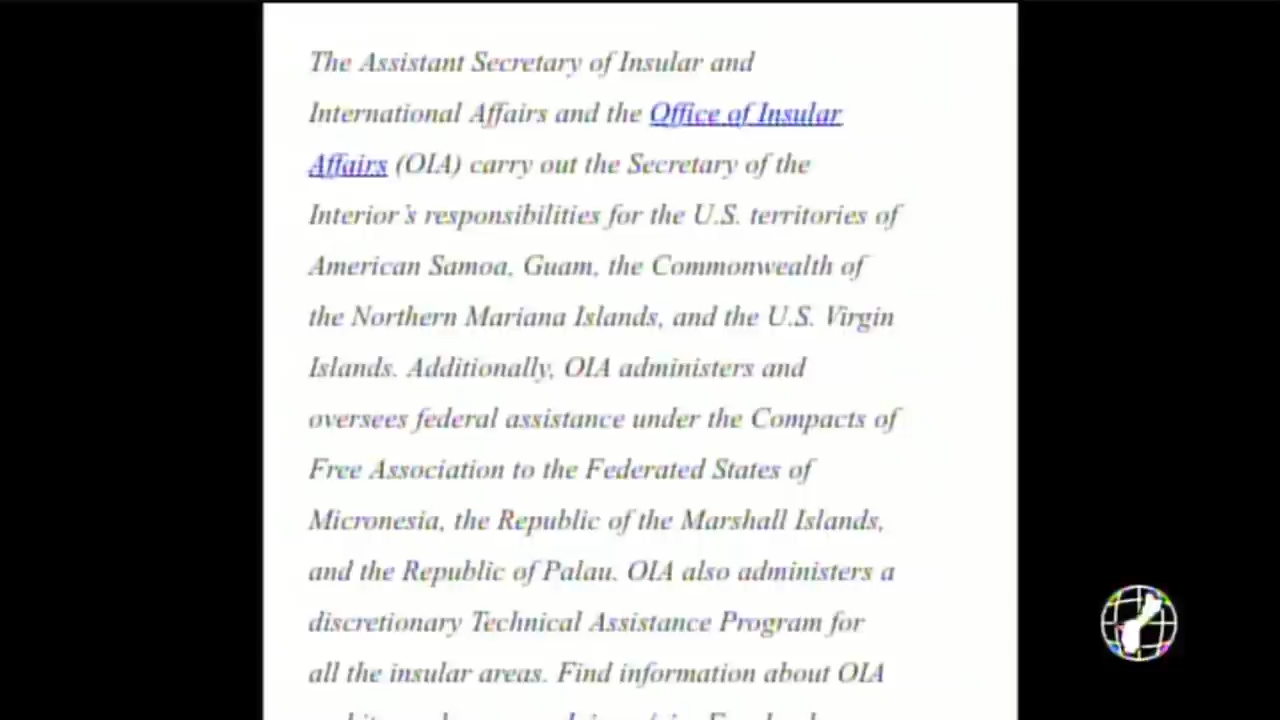 The Assistant Secretary of Insular and
International Affairs and the Office of Insular
Affairs (OIA) carry out the Secretary of the
Interior's responsibilities for the U.S. territories of
American Samoa, Guam, the Commonwealth of
the Northern Mariana Islands, and the U.S. Virgin
Islands. Additionally, OIA administers and
oversees federal assistance under the Compacts of
Free Association to the Federated States of
Micronesia, the Republic of the Marshall Islands,
and the Republic of Palau. OIA also administers a
discretionary Technical Assistance Program for
all the insular areas. Find information about OIA